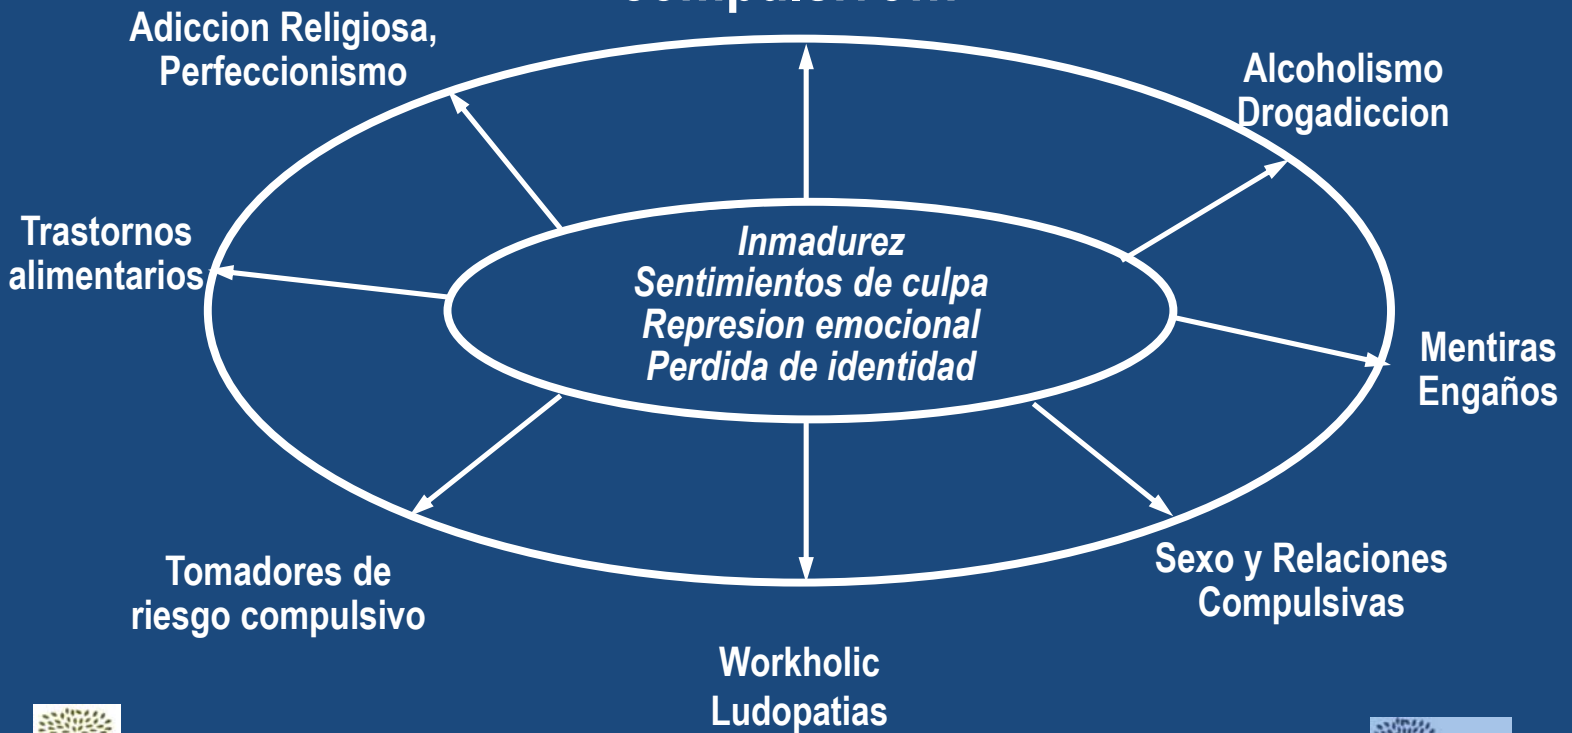 Adiccion Religiosa,
Perfeccionismo
Alcoholismo
Drogadiccion
Trastornos
alimentarios
Inmadurez
Sentimientos de culpa
Represion emocional
Perdida de identidad
Mentiras
Engaños
Tomadores de
riesgo compulsivo
Sexo y Relaciones
Compulsivas
Workholic
Ludopatias